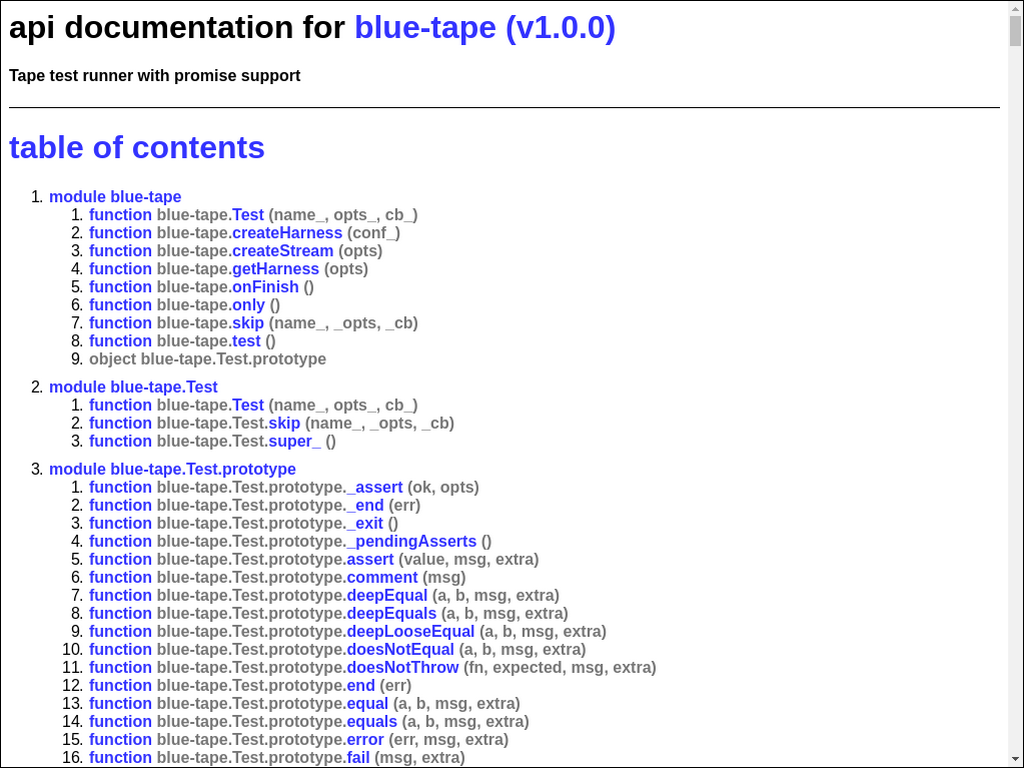 api documentation for blue-tape (v1.0.0)
Tape test runner with promise support
table of contents
1. module blue-tape
1. function blue-tape.Test (name_, opts_, cb_)
2. function blue-tape.createHarness (conf_)
3. function blue-tape.createStream (opts)
4. function blue-tape.getHarness (opts)
5. function blue-tape.onFinish ()
6. function blue-tape.only ()
7. function blue-tape.skip (name_, _opts, _cb)
8. function blue-tape.test ()
9. object blue-tape.Test.prototype
2. module blue-tape.Test
1. function blue-tape.Test (name_, opts_, cb_)
2. function blue-tape.Test.skip (name_, _opts, _cb)
3. function blue-tape.Test.super_ ()
3. module blue-tape.Test.prototype
1. function blue-tape.Test.prototype._assert (ok, opts)
2. function blue-tape.Test.prototype._end (err)
3. function blue-tape.Test.prototype._exit ()
4. function blue-tape.Test.prototype._pendingAsserts ()
5. function blue-tape.Test.prototype.assert (value, msg, extra)
6. function blue-tape.Test.prototype.comment (msg)
7. function blue-tape.Test.prototype.deepEqual (a, b, msg, extra)
8. function blue-tape.Test.prototype.deepEquals (a, b, msg, extra)
9. function blue-tape.Test.prototype.deepLooseEqual (a, b, msg, extra)
10. function blue-tape.Test.prototype.doesNotEqual (a, b, msg, extra)
11. function blue-tape.Test.prototype.doesNotThrow (fn, expected, msg, extra)
12. function blue-tape.Test.prototype.end (err)
13. function blue-tape.Test.prototype.equal (a, b, msg, extra)
14. function blue-tape.Test.prototype.equals (a, b, msg, extra)
15. function blue-tape.Test.prototype.error (err, msg, extra)
16. function blue-tape.Test.prototype.fail (msg, extra)